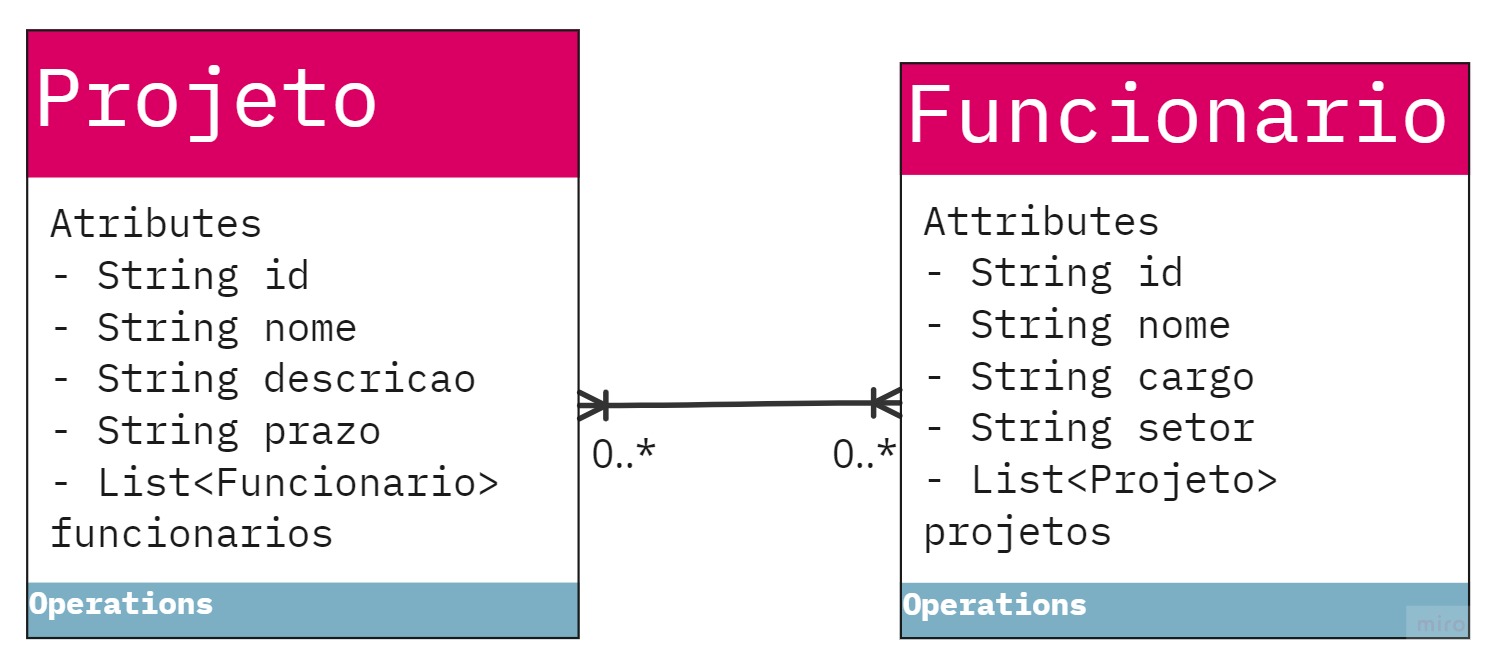 Projeto
Atributes
- String id
- String nome
- String descricao
- String prazo
- List<Funcionario>
funcionarios
Operations
0..*
0..*
Funcionario
Attributes
- String id
- String nome
- String cargo
- String setor
- List<Projeto>
projetos
Operations
miro